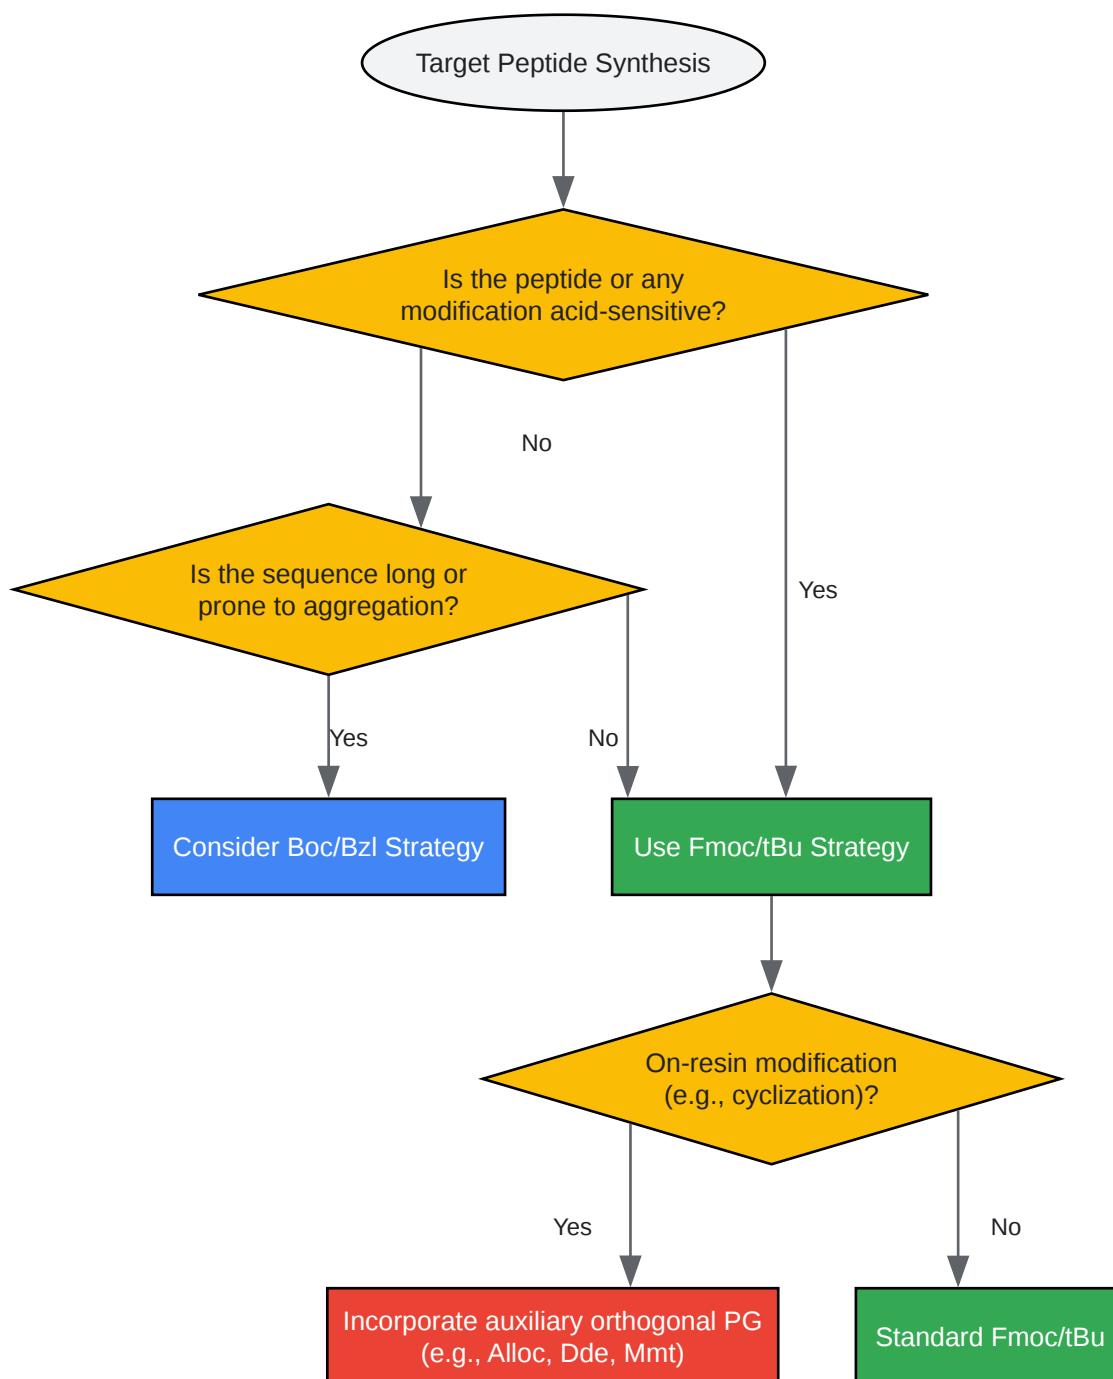 Target Peptide Synthesis
Is the peptide or any
modification acid-sensitive?
No
Is the sequence long or
prone to aggregation?
Yes
Yes
No
Consider Boc/Bzl Strategy
Use Fmoc/tBu Strategy
On-resin modification
(e.g., cyclization)?
Yes
No
Incorporate auxiliary orthogonal PG
(e.g., Alloc, Dde, Mmt)
Standard Fmoc/tBu